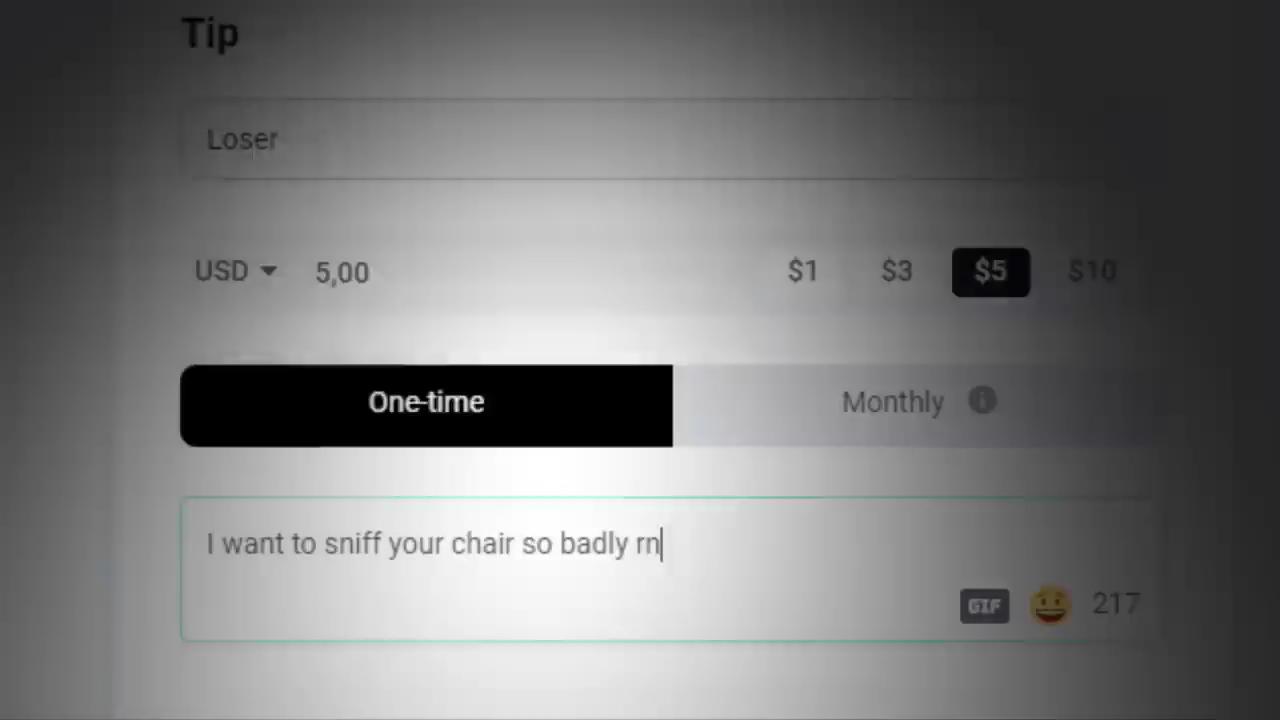 Tip
Loser
USD 5,00 $1 $3 $5 $10
One-time Monthly
I want to sniff your chair so badly rn
GIF 217